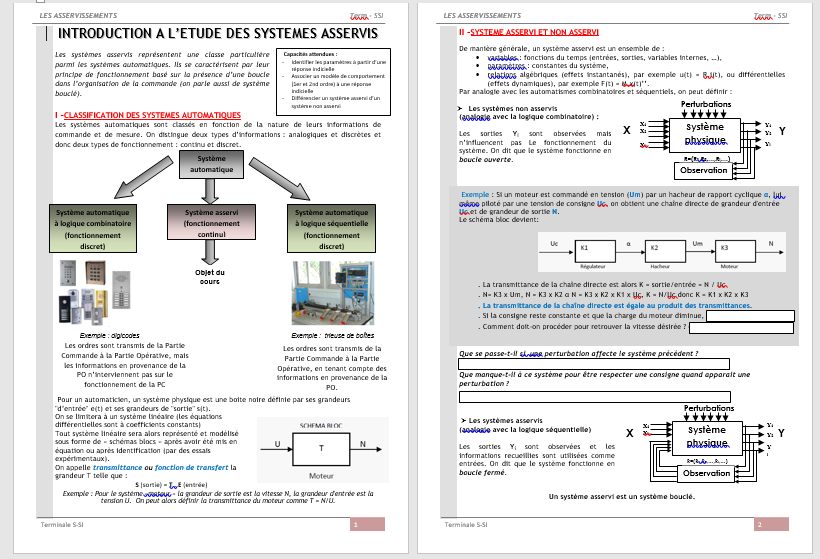 LES ASSERVISSEMENTS
Term - SSI
INTRODUCTION A L'ETUDE DES SYSTEMES ASSERVIS
Les systèmes asservis représentent une classe particulière
parmi les systèmes automatiques. Ils se caractérisent par leur
principe de fonctionnement basé sur la présence d'une boucle
dans l'organisation de la commande (on parle aussi de système
bouclé).
Capacités attendues :
- Identifier les paramètres à partir d'une
réponse indicielle
- Associer un modèle de comportement
(1er et 2nd ordre) à une réponse
indicielle
- Différencier un système asservi d'un
système non asservi
I -CLASSIFICATION DES SYSTEMES AUTOMATIQUES
Les systèmes automatiques sont classés en fonction de la nature de leurs informations de
commande et de mesure. On distingue deux types d'informations : analogiques et discrètes et
donc deux types de fonctionnement : continu et discret.
Système
automatique
Système automatique
à logique combinatoire
(fonctionnement
discret)
Système asservi
(fonctionnement
continu)
Système automatique
à logique séquentielle
(fonctionnement
discret)
Objet du
cours
Exemple : digicodes
Les ordres sont transmis de la Partie
Commande à la Partie Opérative, mais
les informations en provenance de la
PO n'interviennent pas sur le
fonctionnement de la PC
Exemple : trieuse de boîtes
Les ordres sont transmis de la
Partie Commande à la Partie
Opérative, en tenant compte des
informations en provenance de la
PO.
Pour un automaticien, un système physique est une boite noire définie par ses grandeurs
"d'entrée" e(t) et ses grandeurs de "sortie" s(t).
On se limitera à un système linéaire (les équations
différentielles sont à coefficients constants)
Tout système linéaire sera alors représenté et modélisé
sous forme de « schémas blocs » après avoir été mis en
équation ou après identification (par des essais
expérimentaux).
On appelle transmittance ou fonction de transfert la
grandeur T telle que :
S (sortie) = T. E (entrée)
SCHEMA BLOC
U
T
N
Moteur
Exemple : Pour le système «moteur» la grandeur de sortie est la vitesse N, la grandeur d'entrée est la
tension U. On peut alors définir la transmittance du moteur comme T = N/U.
Terminale S-SI
1
LES ASSERVISSEMENTS
Term - SSI
II -SYSTEME ASSERVI ET NON ASSERVI
De manière générale, un système asservi est un ensemble de :
• variables : fonctions du temps (entrées, sorties, variables internes, …),
• paramètres : constantes du système,
• relations algébriques (effets instantanés), par exemple u(t) = R.i(t), ou différentielles
(effets dynamiques), par exemple F(t) =
Par analogie avec les automatismes combinatoires et séquentiels, on peut définir :
➤ Les systèmes non asservis
(analogie avec la logique combinatoire) :
Les sorties Yi sont observées mais
n'influencent pas le fonctionnement du
système. On dit que le système fonctionne en
boucle ouverte.
Perturbations
X
Système
physique
Y1
Y2
Y3
Y
Observation
Exemple : Si un moteur est commandé en tension (Um) par un hacheur de rapport cyclique α, lui
même piloté par une tension de consigne Uc, on obtient une chaîne directe de grandeur d'entrée
Uc et de grandeur de sortie N.
Le schéma bloc devient:
Uc
K1
α
K2
Um
K3
N
Régulateur
Hacheur
Moteur
. La transmittance de la chaîne directe est alors K = sortie/entrée = N / Uc.
. N= K3 x Um, N = K3 x K2 α N = K3 x K2 x K1 x Uc, K = N/Uc donc K = K1 x K2 x K3
. La transmittance de la chaîne directe est égale au produit des transmittances.
. Si la consigne reste constante et que la charge du moteur diminue,
. Comment doit-on procéder pour retrouver la vitesse désirée ?
Que se passe-t-il si une perturbation affecte le système précédent ?
Que manque-t-il à ce système pour être respecter une consigne quand apparait une
perturbation ?
➤ Les systèmes asservis
(analogie avec la logique séquentielle)
Les sorties Yi sont observées et les
informations recueillies sont utilisées comme
entrées. On dit que le système fonctionne en
boucle fermé.
Perturbations
X
Système
physique
Y1
Y2
Y3
Y
Observation
Un système asservi est un système bouclé.
Terminale S-SI
2